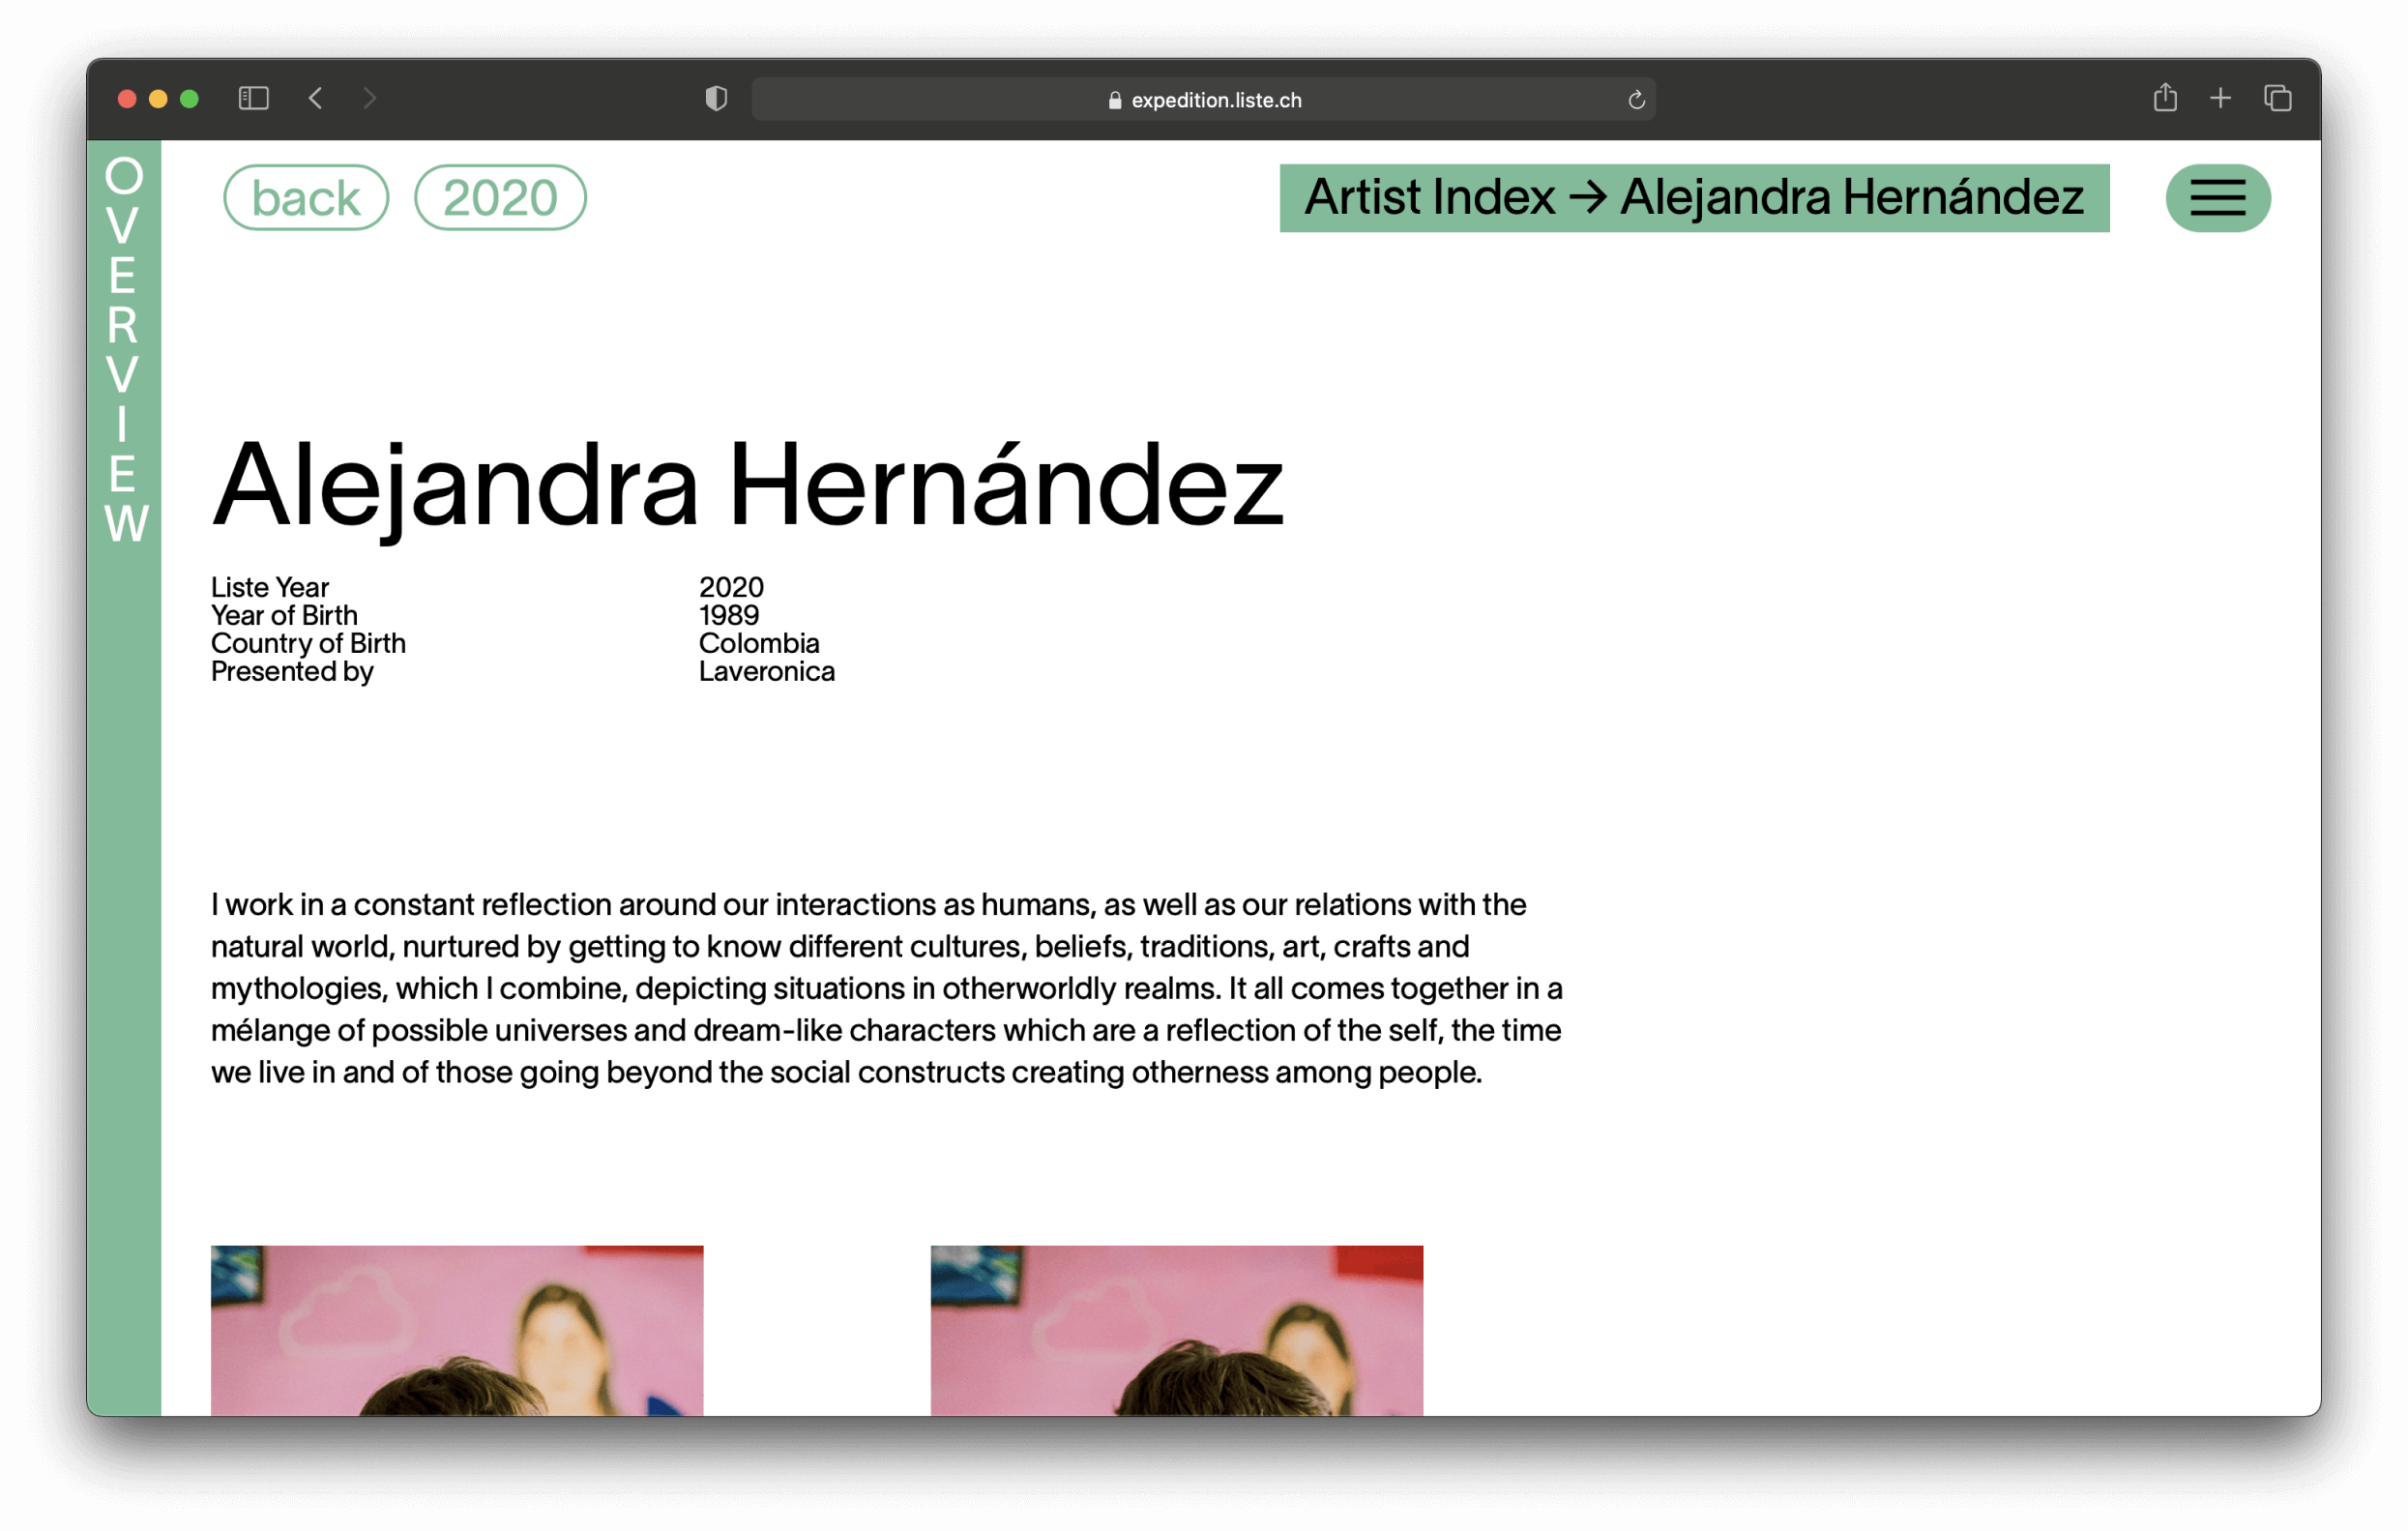 expedition.liste.ch
OVERVIEW
back
2020
Artist Index → Alejandra Hernández
Alejandra Hernández
Liste Year 2020
Year of Birth 1989
Country of Birth Colombia
Presented by Laveronica
I work in a constant reflection around our interactions as humans, as well as our relations with the
natural world, nurtured by getting to know different cultures, beliefs, traditions, art, crafts and
mythologies, which I combine, depicting situations in otherworldly realms. It all comes together in a
mélange of possible universes and dream-like characters which are a reflection of the self, the time
we live in and of those going beyond the social constructs creating otherness among people.